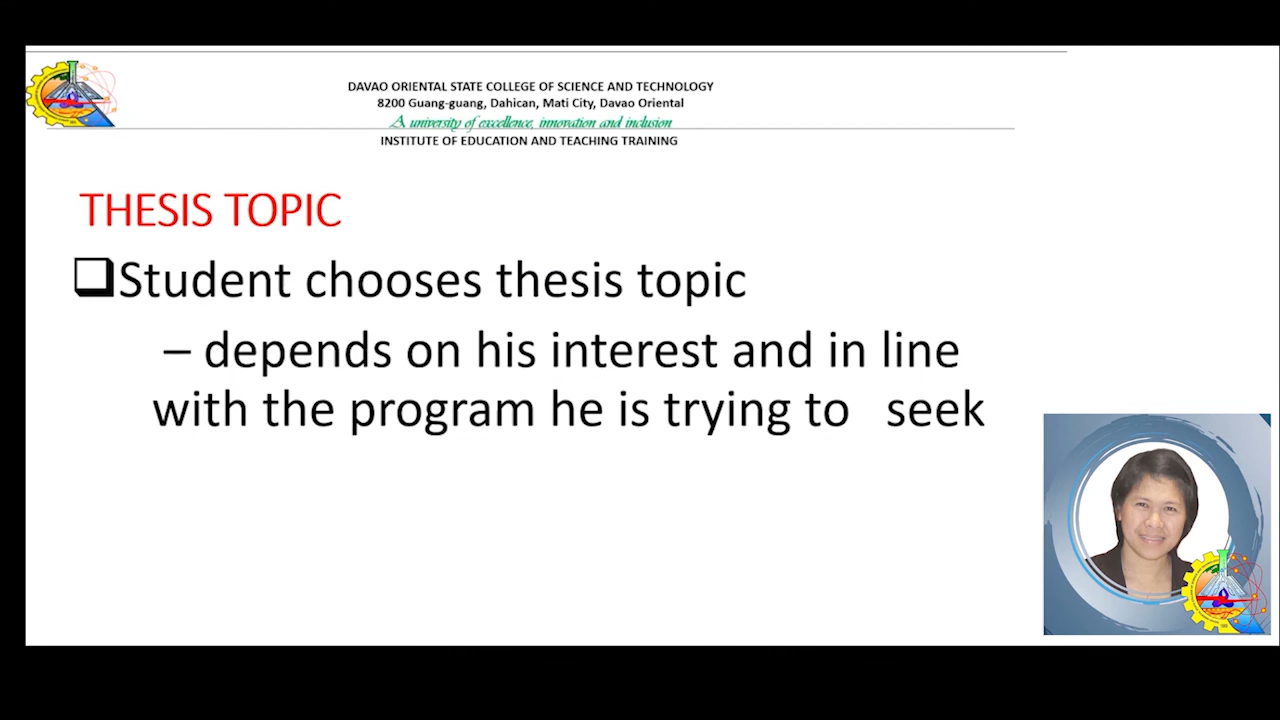 DAVAO ORIENTAL STATE COLLEGE OF SCIENCE AND TECHNOLOGY
8200 Guang-guang, Dahican, Mati City, Davao Oriental
A university of excellence, innovation and inclusion
INSTITUTE OF EDUCATION AND TEACHING TRAINING
THESIS TOPIC
Student chooses thesis topic
– depends on his interest and in line
with the program he is trying to seek